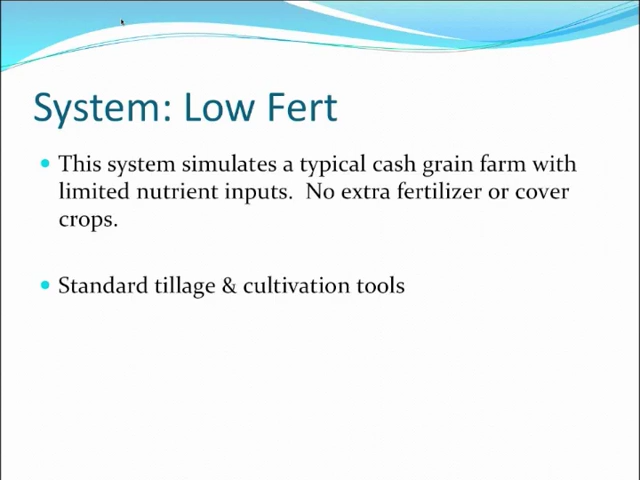 System: Low Fert
This system simulates a typical cash grain farm with
limited nutrient inputs.  No extra fertilizer or cover
crops.
Standard tillage & cultivation tools